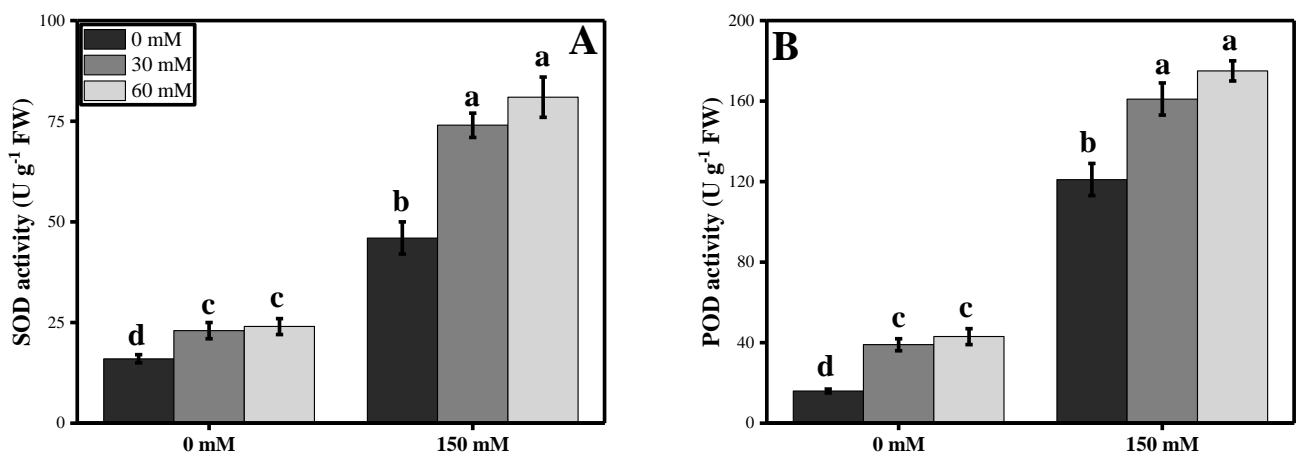 A
0 mM
30 mM
60 mM
SOD activity (U g⁻¹ FW)
100
75
50
25
0
d
c
c
b
a
a
0 mM
150 mM
B
POD activity (U g⁻¹ FW)
200
160
120
80
40
0
d
c
c
b
a
a
0 mM
150 mM